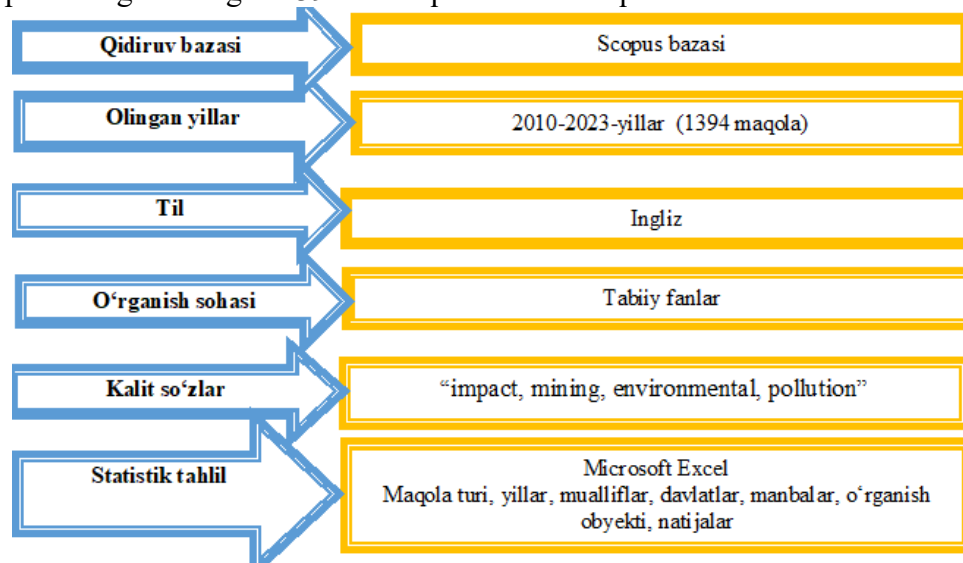 Qidiruv bazasi
Scopus bazasi
Olingan yillar
2010-2023-yillar (1394 maqola)
Til
Ingliz
O‘rganish sohasi
Tabiiy fanlar
Kalit so‘zlar
“impact, mining, environmental, pollution”
Statistik tahlil
Microsoft Excel
Maqola turi, yillar, mualliflar, davlatlar, manbalar, o‘rganish
obyekti, natijalar